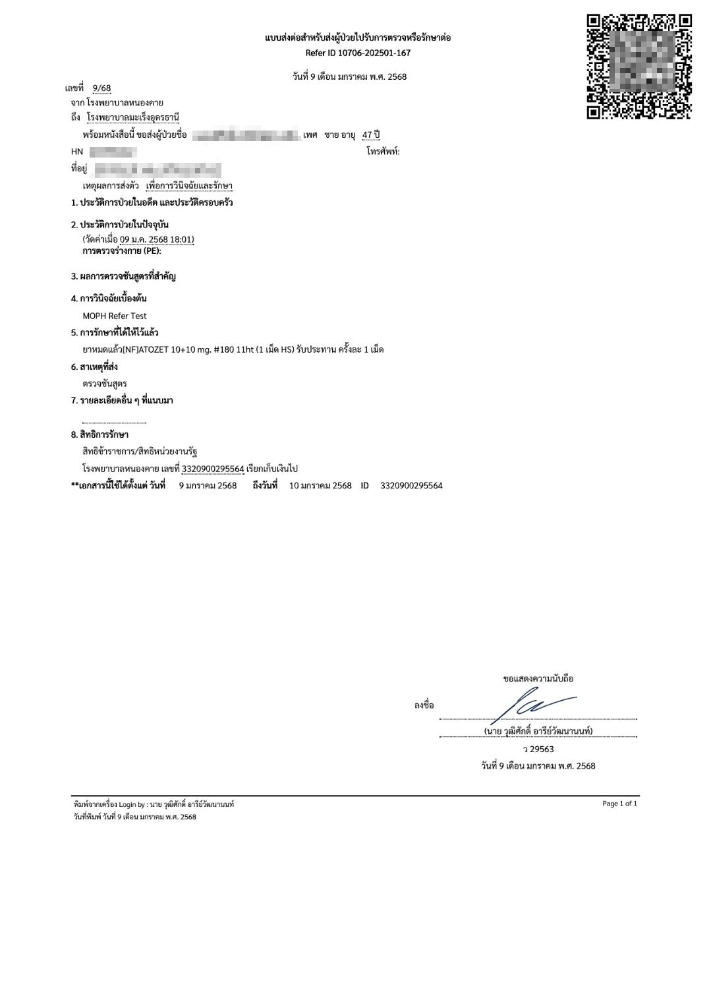 แบบส่งต่อสำหรับส่งผู้ป่วยไปรับการตรวจหรือรักษาต่อ
Refer ID 10706-202501-167
วันที่ 9 เดือน มกราคม พ.ศ. 2568
เลขที่ 9/68
จาก โรงพยาบาลหนองคาย
ถึง โรงพยาบาลมะเร็งอุดรธานี
พร้อมหนังสือนี้ ขอส่งผู้ป่วยชื่อ เพศ ชาย อายุ 47 ปี
HN โทรศัพท์:
ที่อยู่
เหตุผลการส่งตัว เพื่อการวินิจฉัยและรักษา
1. ประวัติการป่วยในอดีต และประวัติครอบครัว
2. ประวัติการป่วยในปัจจุบัน
(วัดค่าเมื่อ 09 ม.ค. 2568 18:01)
การตรวจร่างกาย (PE):
3. ผลการตรวจชันสูตรที่สำคัญ
4. การวินิจฉัยเบื้องต้น
MOPH Refer Test
5. การรักษาที่ได้ให้ไว้แล้ว
ยาหมดแล้ว[NF]ATOZET 10+10 mg. #180 11ht (1 เม็ด HS) รับประทาน ครั้งละ 1 เม็ด
6. สาเหตุที่ส่ง
ตรวจชันสูตร
7. รายละเอียดอื่น ๆ ที่แนบมา
8. สิทธิการรักษา
สิทธิข้าราชการ/สิทธิหน่วยงานรัฐ
โรงพยาบาลหนองคาย เลขที่ 3320900295564 เรียกเก็บเงินไป
**เอกสารนี้ใช้ได้ตั้งแต่ วันที่ 9 มกราคม 2568 ถึงวันที่ 10 มกราคม 2568 ID 3320900295564
ขอแสดงความนับถือ
ลงชื่อ
(นาย วุฒิศักดิ์ อารีย์วัฒนานนท์)
ว 29563
วันที่ 9 เดือน มกราคม พ.ศ. 2568
พิมพ์จากเครื่อง Login by : นาย วุฒิศักดิ์ อารีย์วัฒนานนท์ Page 1 of 1
วันที่พิมพ์ วันที่ 9 เดือน มกราคม พ.ศ. 2568